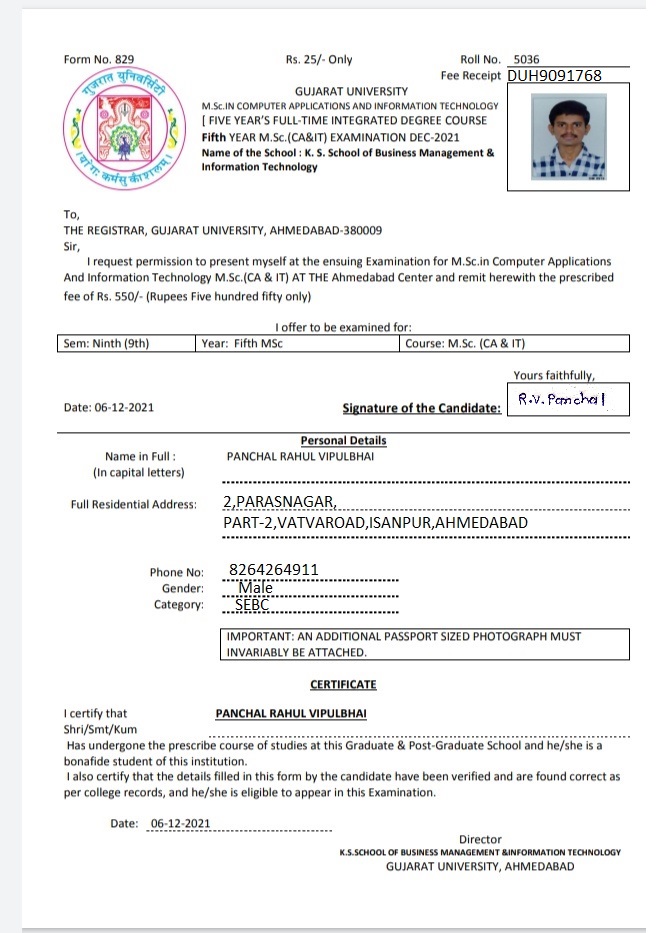 Form No. 829 Rs. 25/- Only Roll No. 5036
Fee Receipt DUH9091768
गुजरात युनिवर्सिटी
।योगः कर्मसु कौशलम्।
GUJARAT UNIVERSITY
M.Sc.IN COMPUTER APPLICATIONS AND INFORMATION TECHNOLOGY
[ FIVE YEAR'S FULL-TIME INTEGRATED DEGREE COURSE
Fifth YEAR M.Sc.(CA&IT) EXAMINATION DEC-2021
Name of the School : K. S. School of Business Management &
Information Technology
To,
THE REGISTRAR, GUJARAT UNIVERSITY, AHMEDABAD-380009
Sir,
I request permission to present myself at the ensuing Examination for M.Sc.in Computer Applications
And Information Technology M.Sc.(CA & IT) AT THE Ahmedabad Center and remit herewith the prescribed
fee of Rs. 550/- (Rupees Five hundred fifty only)
I offer to be examined for:
Sem: Ninth (9th) Year: Fifth MSc Course: M.Sc. (CA & IT)
Yours faithfully,
Date: 06-12-2021 Signature of the Candidate: R.V. Panchal
Personal Details
Name in Full : PANCHAL RAHUL VIPULBHAI
(In capital letters)
Full Residential Address: 2,PARASNAGAR,
PART-2,VATVAROAD,ISANPUR,AHMEDABAD
Phone No: 8264264911
Gender: Male
Category: SEBC
IMPORTANT: AN ADDITIONAL PASSPORT SIZED PHOTOGRAPH MUST
INVARIABLY BE ATTACHED.
CERTIFICATE
I certify that PANCHAL RAHUL VIPULBHAI
Shri/Smt/Kum
Has undergone the prescribe course of studies at this Graduate & Post-Graduate School and he/she is a
bonafide student of this institution.
I also certify that the details filled in this form by the candidate have been verified and are found correct as
per college records, and he/she is eligible to appear in this Examination.
Date: 06-12-2021
Director
K.S.SCHOOL OF BUSINESS MANAGEMENT &INFORMATION TECHNOLOGY
GUJARAT UNIVERSITY, AHMEDABAD